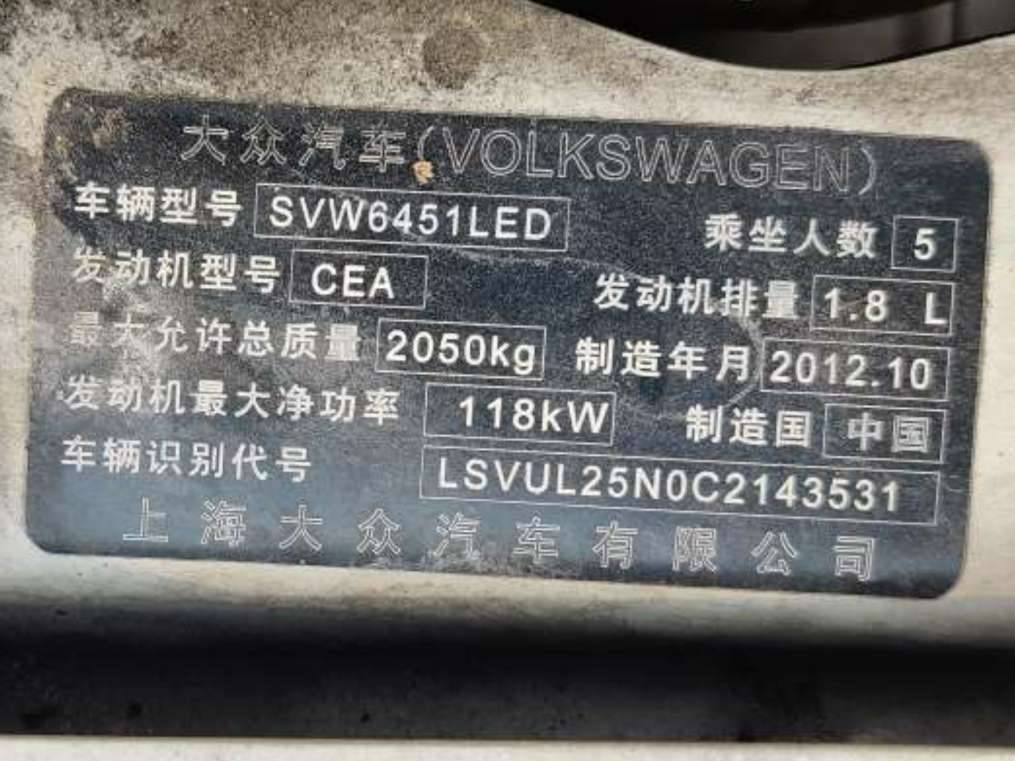 大众汽车(VOLKSWAGEN)
车辆型号 SVW6451LED 乘坐人数 5
发动机型号 CEA 发动机排量 1.8 L
最大允许总质量 2050kg 制造年月 2012.10
发动机最大净功率 118kW 制造国 中国
车辆识别代号 LSVUL25N0C2143531
上海大众汽车有限公司